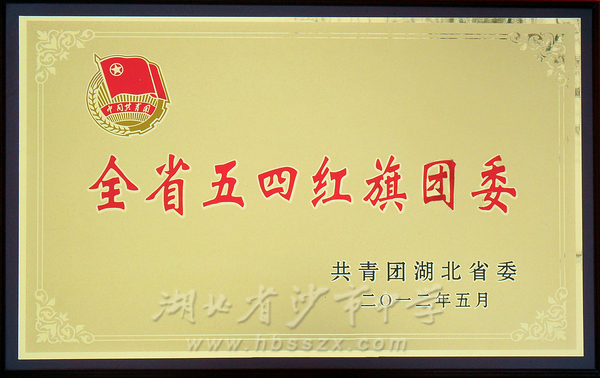 中国共青团
全省五四红旗团委
共青团湖北省委
二〇一二年五月
湖北省沙市中学
www.hbsszx.com